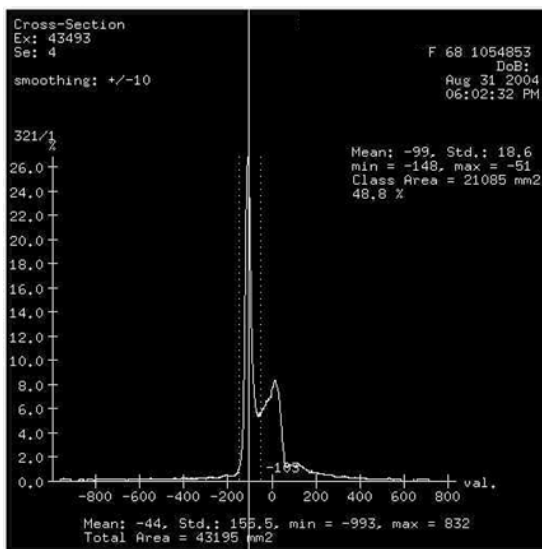 Cross-Section
Ex: 43493
Se: 4
F 68 1054853
DoB:
smoothing: +/-10
Aug 31 2004
06:02:32 PM
321/1
%
Mean: -99, Std.: 18.6
min = -148, max = -51
Class Area = 21085 mm2
48.8 %
26.0
24.0
22.0
20.0
18.0
16.0
14.0
12.0
10.0
8.0
6.0
4.0
2.0
0.0
-103
val.
-800 -600 -400 -200 0 200 400 600 800
Mean: -44, Std.: 155.5, min = -993, max = 832
Total Area = 43195 mm2